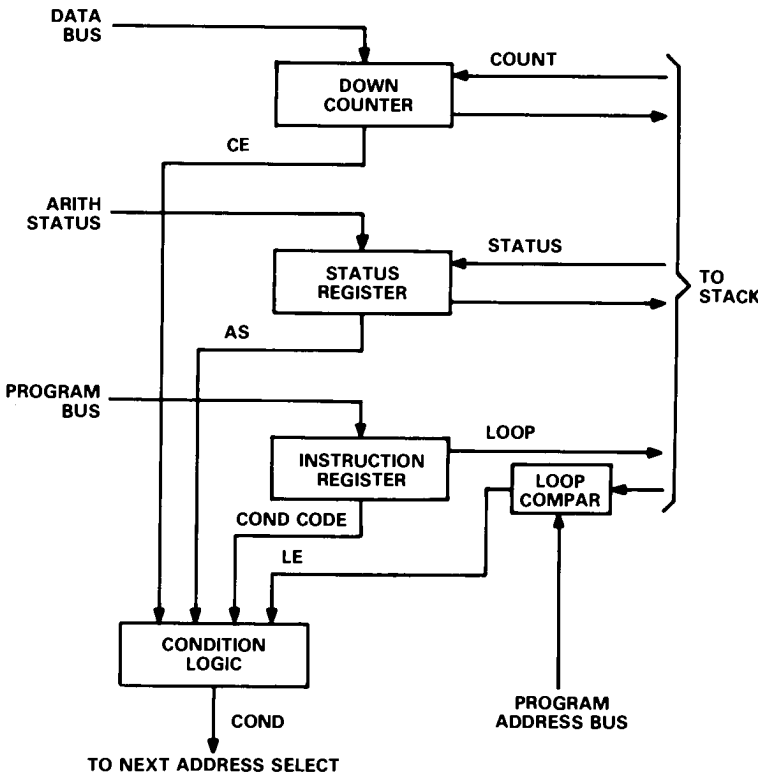 DATA
BUS
COUNT
DOWN
COUNTER
CE
ARITH
STATUS
STATUS
STATUS
REGISTER
TO
STACK
AS
PROGRAM
BUS
LOOP
INSTRUCTION
REGISTER
LOOP
COMPAR
COND CODE
LE
CONDITION
LOGIC
PROGRAM
ADDRESS BUS
COND
TO NEXT ADDRESS SELECT